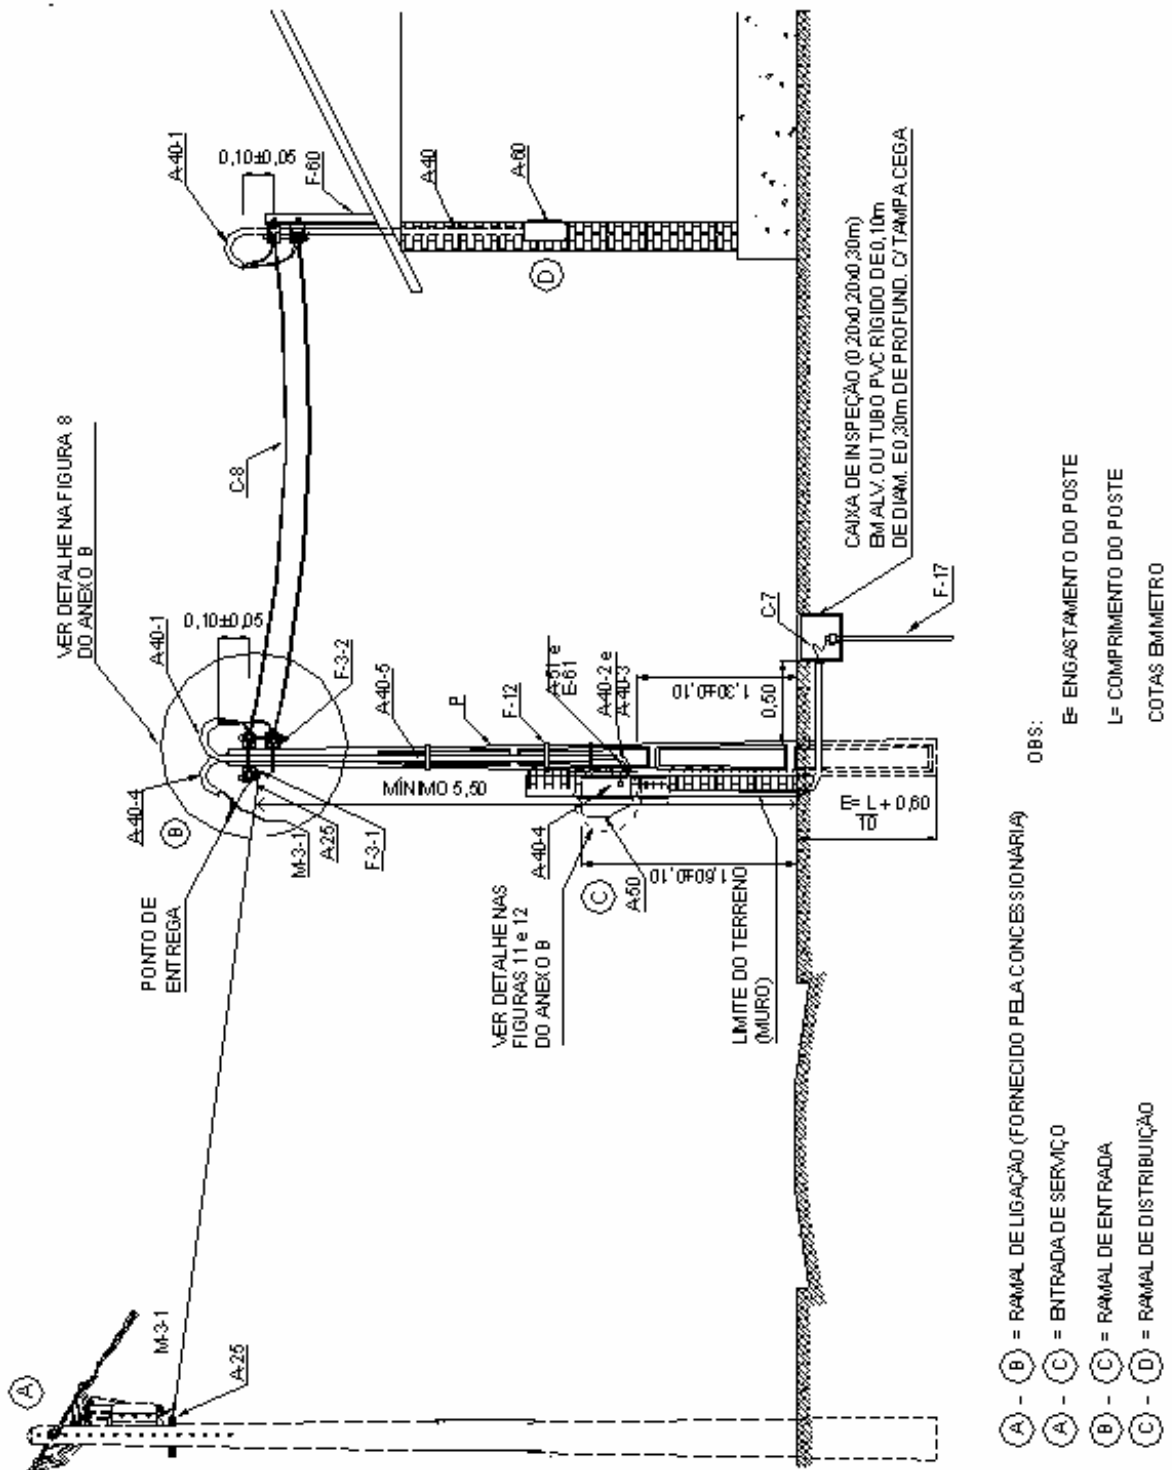 A
M-3-1
A-25
PONTO DE
ENTREGA
A-40-4
B
M-3-1
A-25
F-3-1
VER DETALHE NA FIGURA 8
DO ANEXO B
A-40-1
0,10±0,05
F-3-2
A-40-5
P
F-12
A-51 e
E-61
A-40-2 e
A-40-3
MÍNIMO 5,50
1,30±0,10
0,50
C-7
F-17
C-8
A-40-1
0,10±0,05
F-60
A-40
A-60
D
CAIXA DE INSPEÇÃO (0,20x0,20x0,30m)
EM ALV. OU TUBO PVC RÍGIDO DE 0,10m
DE DIAM. E 0,30m DE PROFUND. C/ TAMPA CEGA
VER DETALHE NAS
FIGURAS 11 e 12
DO ANEXO B
A-40-4
C
A-50
1,60±0,10
LIMITE DO TERRENO
(MURO)
E= L + 0,60
10
A - B = RAMAL DE LIGAÇÃO (FORNECIDO PELA CONCESSIONÁRIA)
A - C = ENTRADA DE SERVIÇO
B - C = RAMAL DE ENTRADA
C - D = RAMAL DE DISTRIBUIÇÃO
OBS:
E= ENGASTAMENTO DO POSTE
L= COMPRIMENTO DO POSTE
COTAS EM METRO